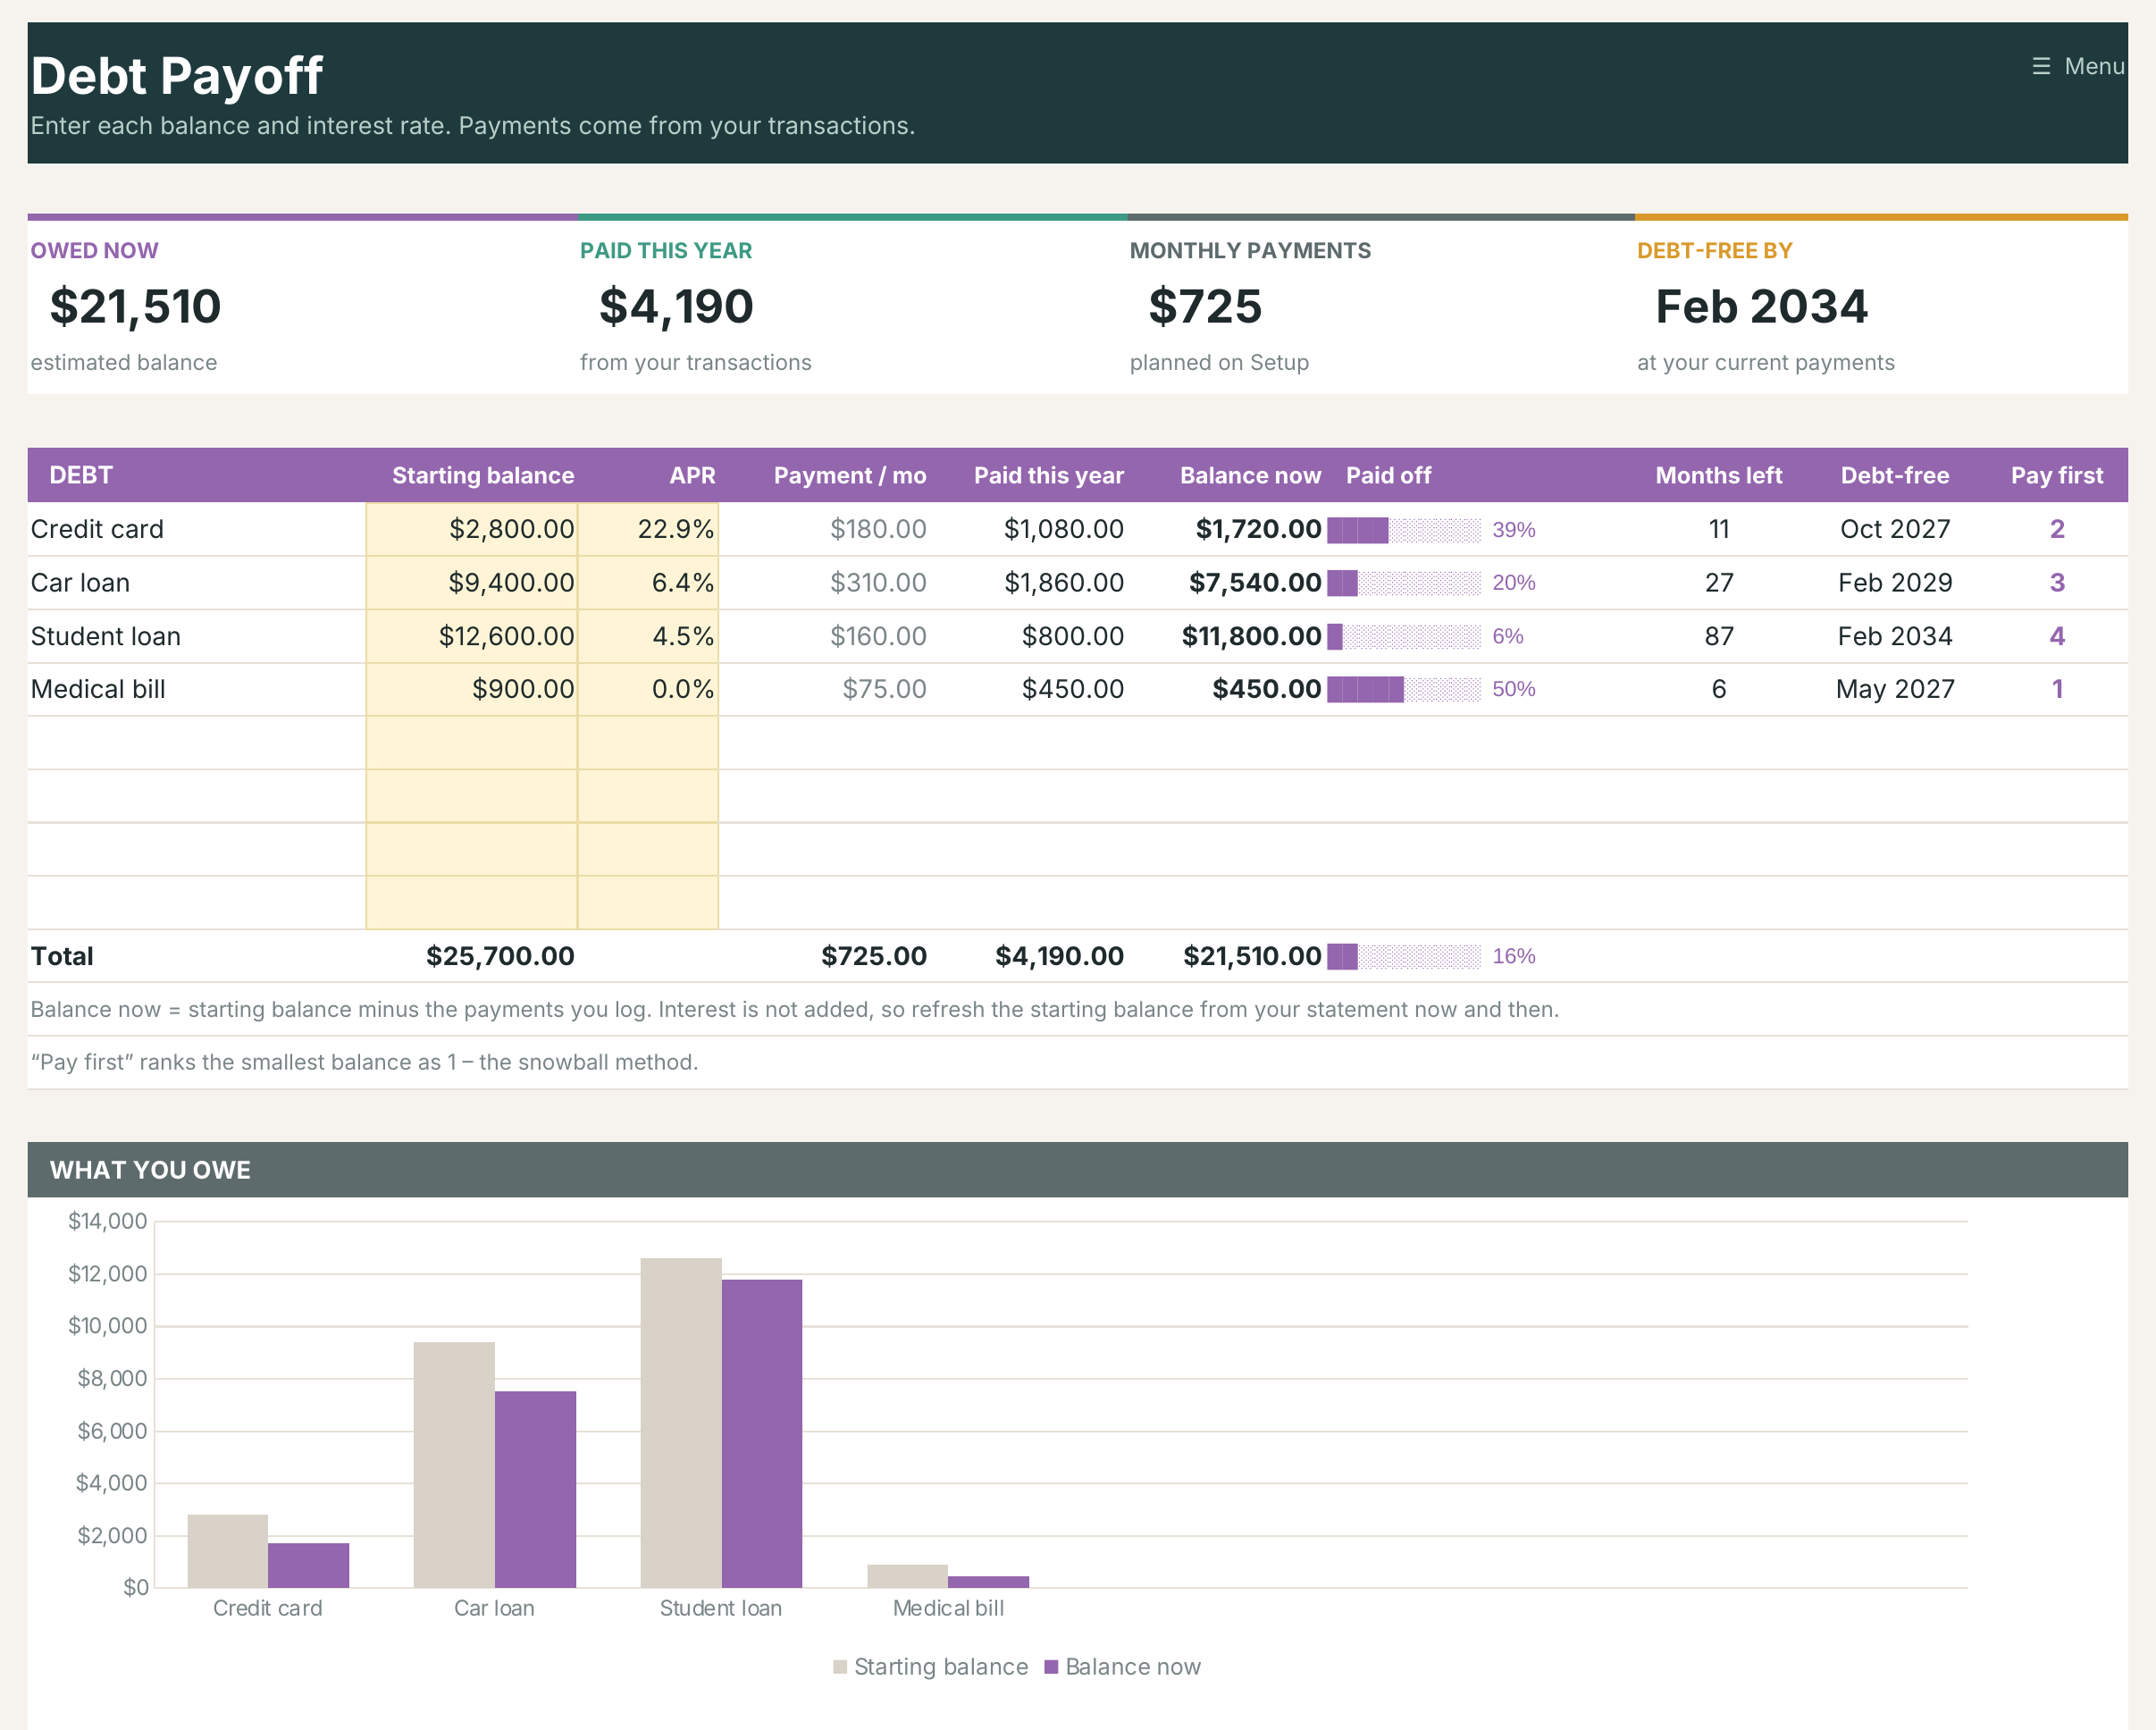 Debt Payoff
☰ Menu
Enter each balance and interest rate. Payments come from your transactions.
OWED NOW PAID THIS YEAR MONTHLY PAYMENTS DEBT-FREE BY
$21,510 $4,190 $725 Feb 2034
estimated balance from your transactions planned on Setup at your current payments
DEBT Starting balance APR Payment / mo Paid this year Balance now Paid off Months left Debt-free Pay first
Credit card $2,800.00 22.9% $180.00 $1,080.00 $1,720.00 39% 11 Oct 2027 2
Car loan $9,400.00 6.4% $310.00 $1,860.00 $7,540.00 20% 27 Feb 2029 3
Student loan $12,600.00 4.5% $160.00 $800.00 $11,800.00 6% 87 Feb 2034 4
Medical bill $900.00 0.0% $75.00 $450.00 $450.00 50% 6 May 2027 1
Total $25,700.00 $725.00 $4,190.00 $21,510.00 16%
Balance now = starting balance minus the payments you log. Interest is not added, so refresh the starting balance from your statement now and then.
“Pay first” ranks the smallest balance as 1 – the snowball method.
WHAT YOU OWE
$14,000
$12,000
$10,000
$8,000
$6,000
$4,000
$2,000
$0
Credit card Car loan Student loan Medical bill
Starting balance Balance now